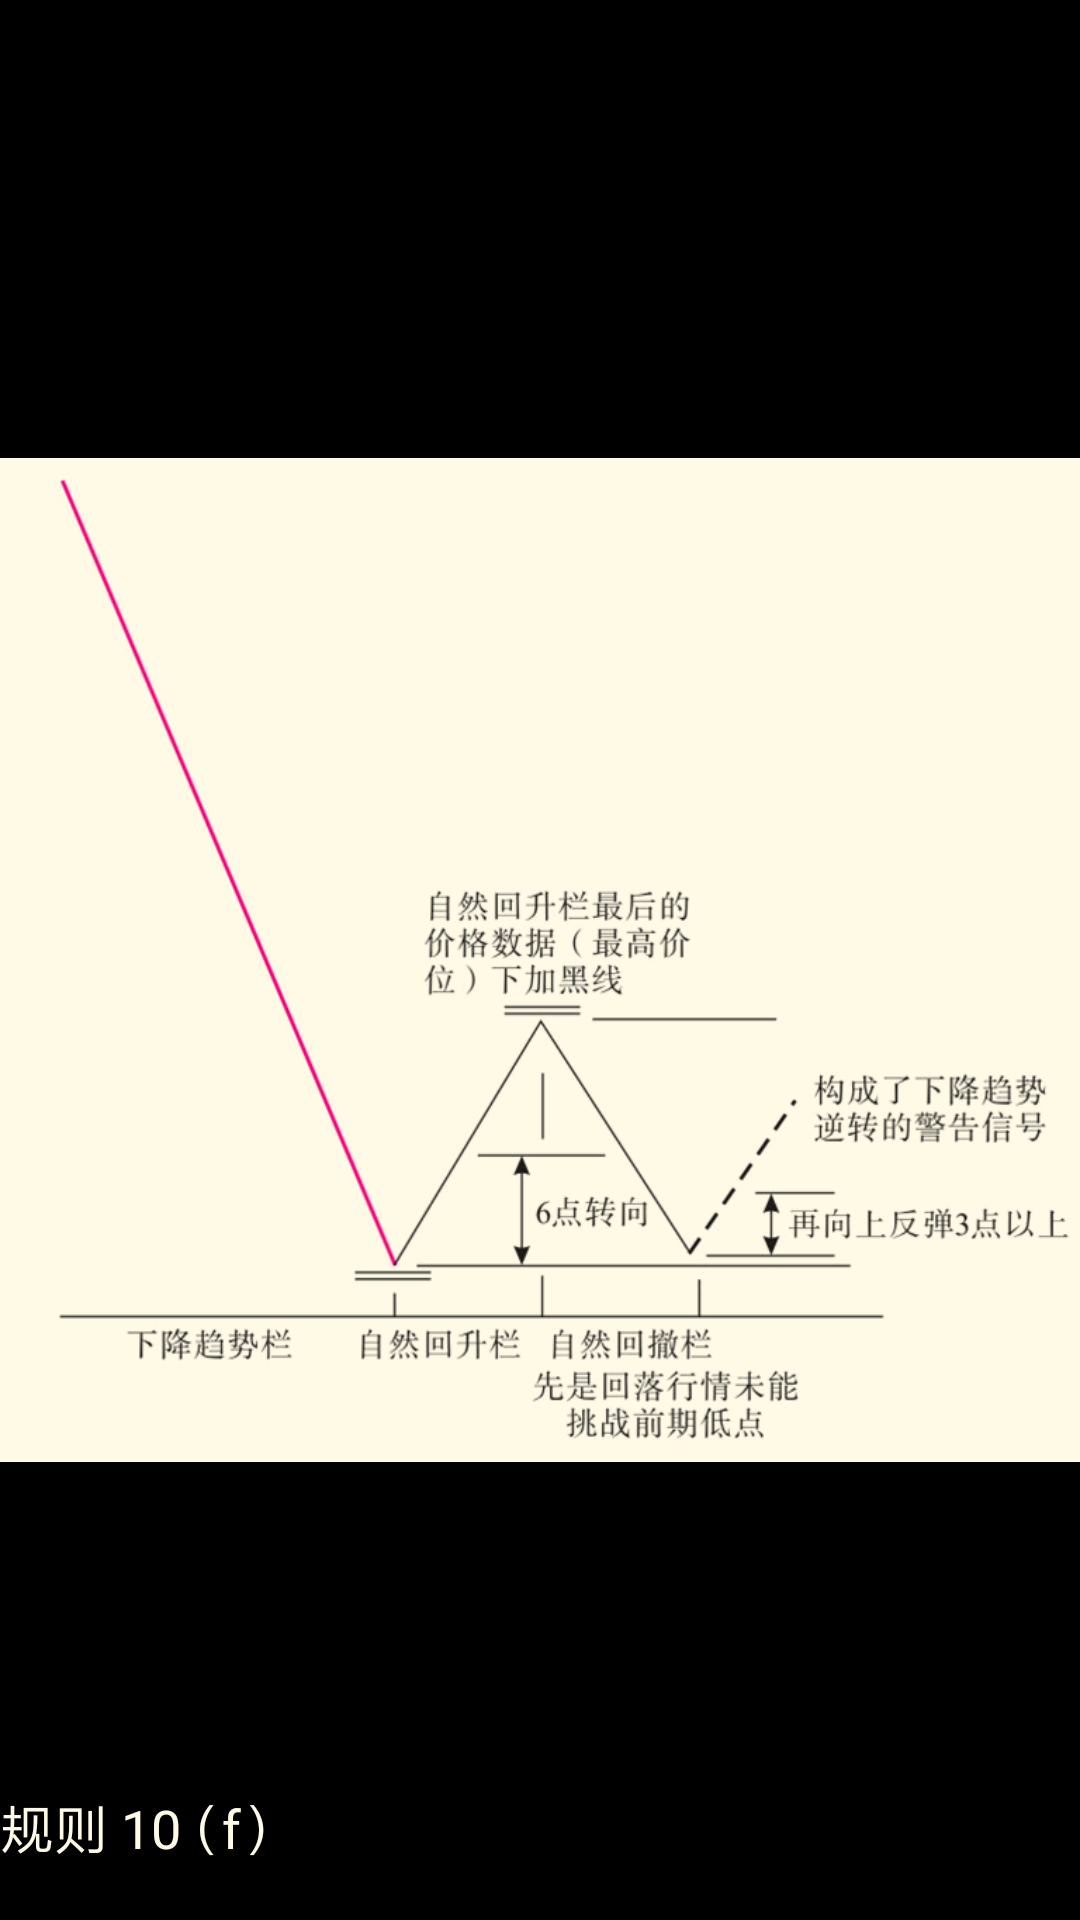 自然回升栏最后的
价格数据（最高价
位）下加黑线
构成了下降趋势
逆转的警告信号
6点转向
再向上反弹3点以上
下降趋势栏
自然回升栏
自然回撤栏
先是回落行情未能
挑战前期低点
规则 10 (f)